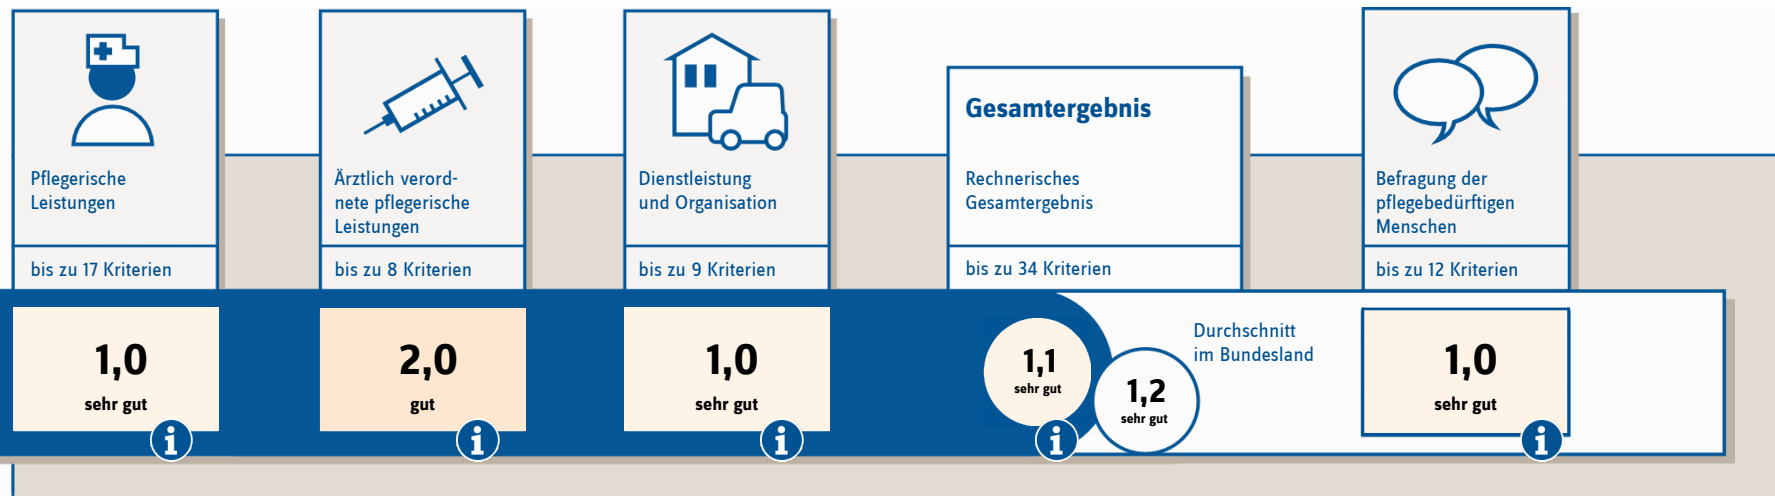 Pflegerische
Leistungen
bis zu 17 Kriterien
1,0
sehr gut
i
Ärztlich verord-
nete pflegerische
Leistungen
bis zu 8 Kriterien
2,0
gut
i
Dienstleistung
und Organisation
bis zu 9 Kriterien
1,0
sehr gut
i
Gesamtergebnis
Rechnerisches
Gesamtergebnis
bis zu 34 Kriterien
1,1
sehr gut
i
1,2
sehr gut
Durchschnitt
im Bundesland
Befragung der
pflegebedürftigen
Menschen
bis zu 12 Kriterien
1,0
sehr gut
i